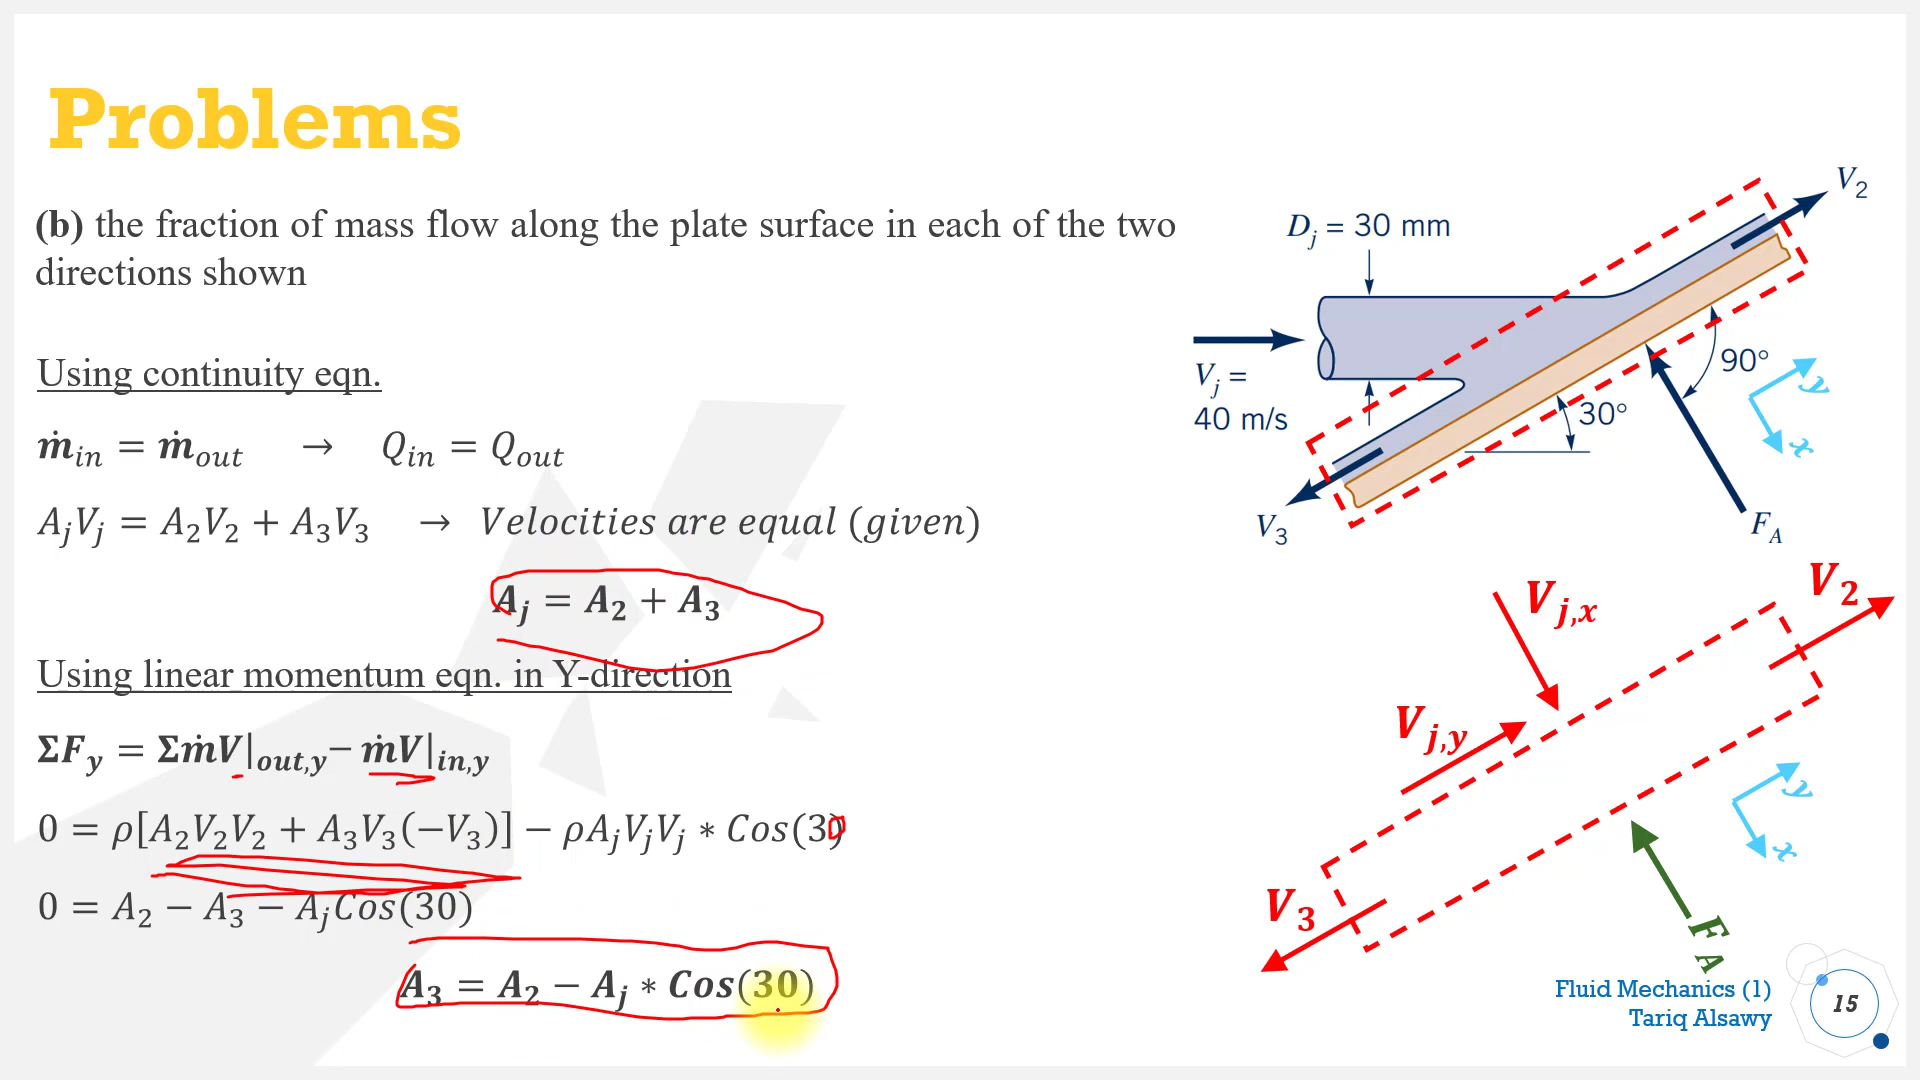 Problems
(b) the fraction of mass flow along the plate surface in each of the two
directions shown
Using continuity eqn.
ṁ_in = ṁ_out → Q_in = Q_out
A_jV_j = A_2V_2 + A_3V_3 → Velocities are equal (given)
A_j = A_2 + A_3
Using linear momentum eqn. in Y-direction
ΣF_y = ΣṁV|_out,y − ṁV|_in,y
0 = ρ[A_2V_2V_2 + A_3V_3(−V_3)] − ρA_jV_jV_j * Cos(30
0 = A_2 − A_3 − A_jCos(30)
A_3 = A_2 − A_j * Cos(30)
V_2
D_j = 30 mm
V_j =
40 m/s
90°
30°
y
x
V_3
F_A
V_2
V_j,x
V_j,y
y
x
V_3
F_A
Fluid Mechanics (1)
Tariq Alsawy
15